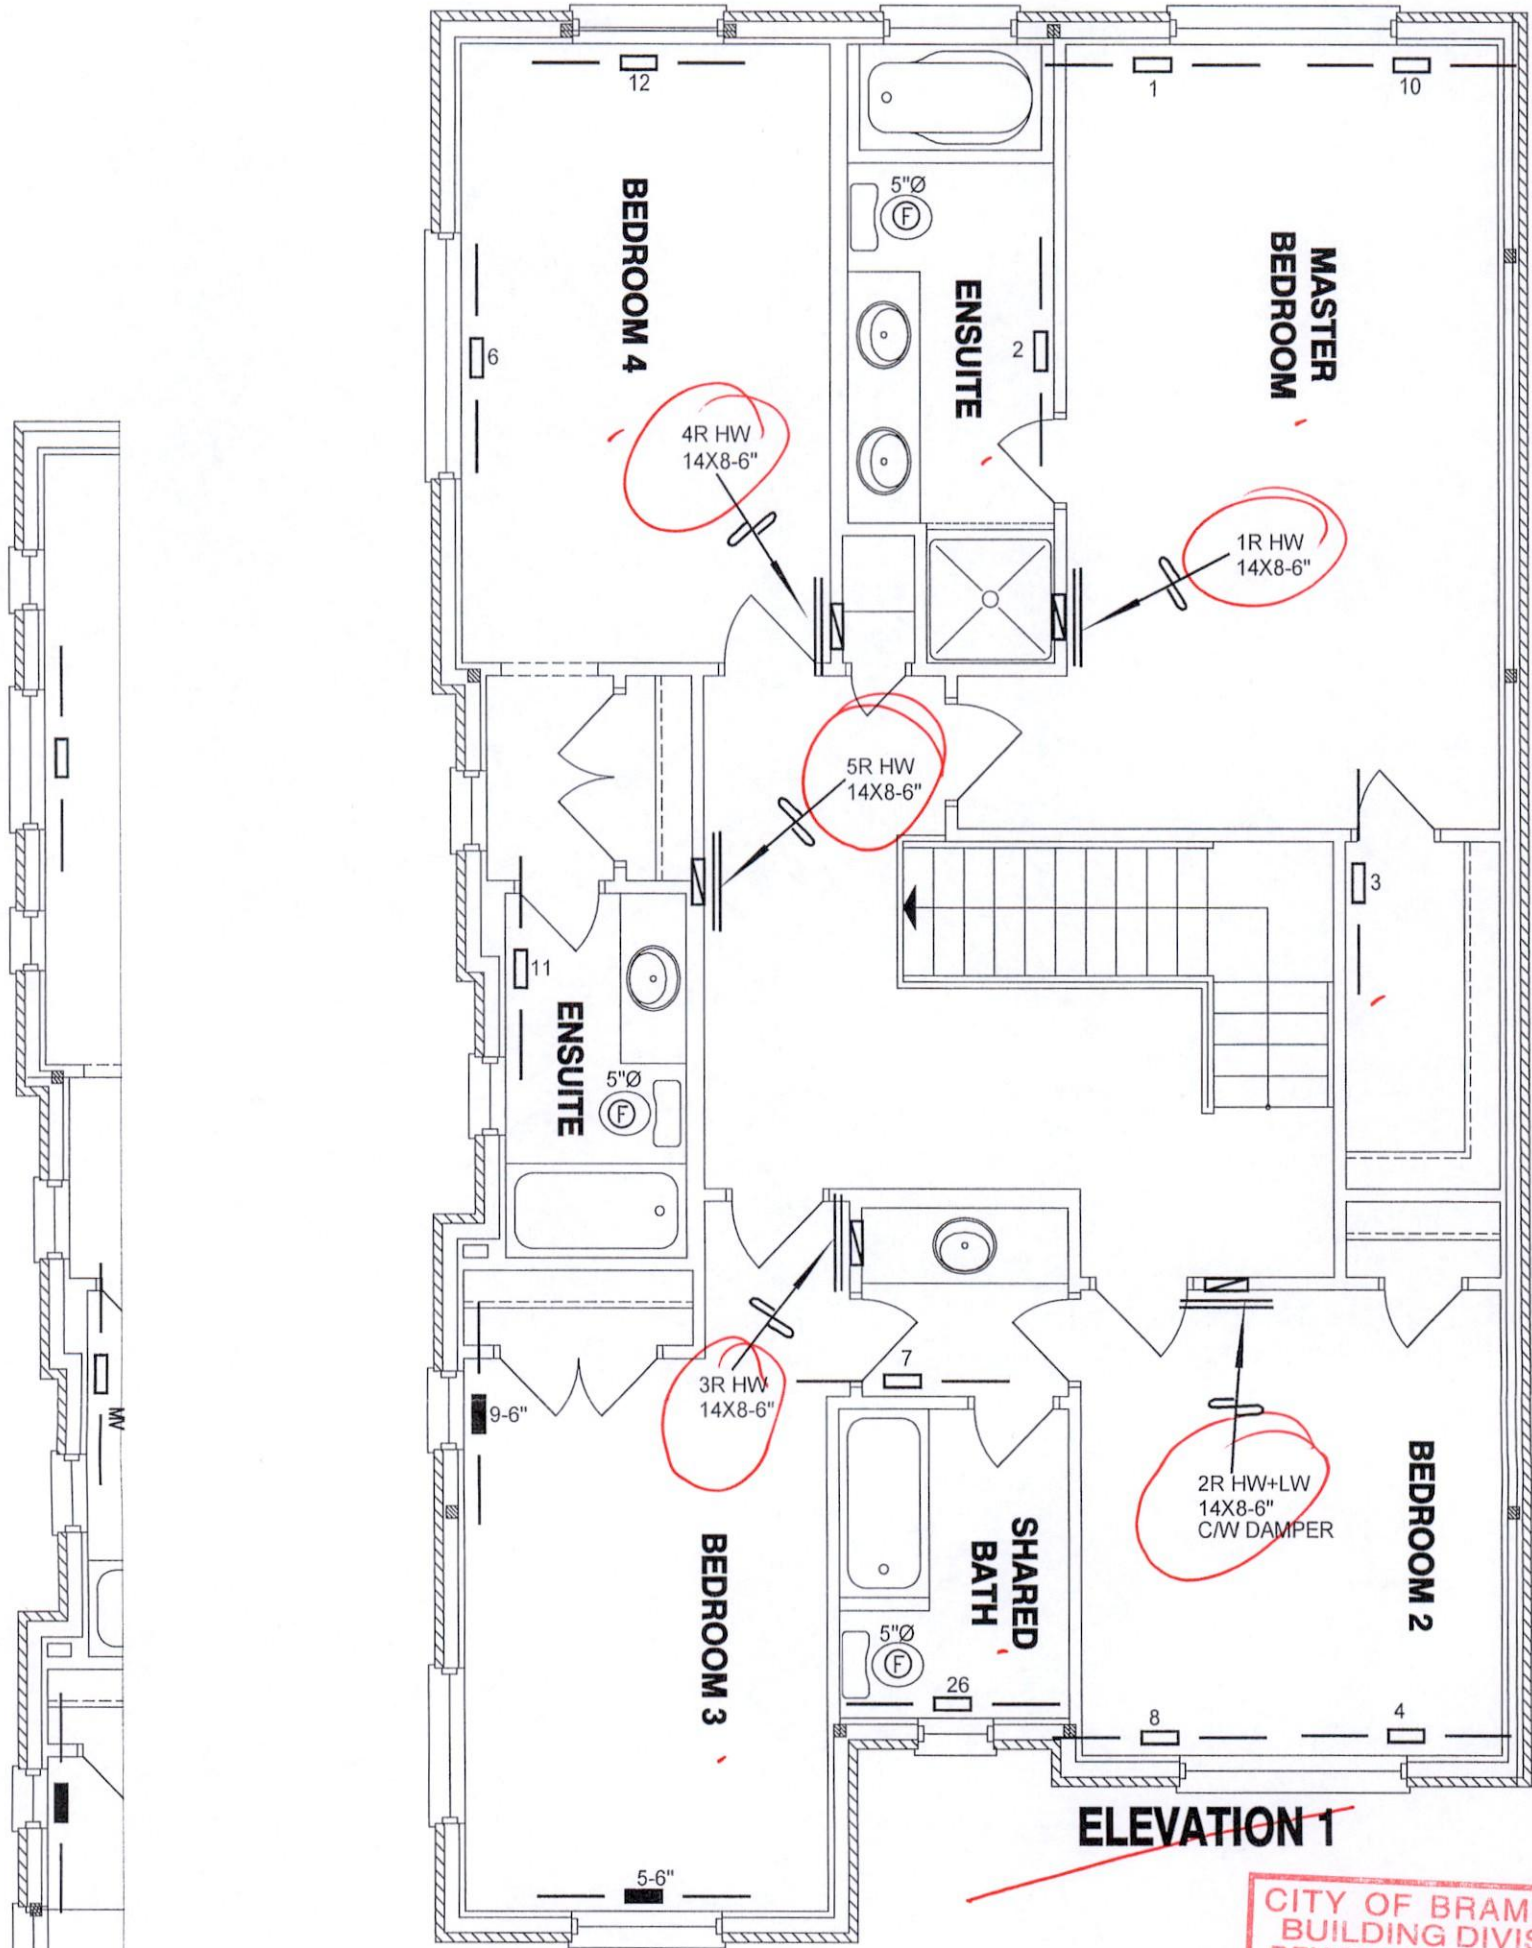 12
1
10
BEDROOM 4
5"Ø
F
MASTER
BEDROOM
ENSUITE
2
6
4R HW
14X8-6"
1R HW
14X8-6"
5R HW
14X8-6"
3
11
ENSUITE
5"Ø
F
7
3R HW
14X8-6"
9-6"
MV
2R HW+LW
14X8-6"
C/W DAMPER
BEDROOM 2
SHARED
BATH
BEDROOM 3
5"Ø
F
26
8
4
ELEVATION 1
5-6"
CITY OF BRAM
BUILDING DIVIS